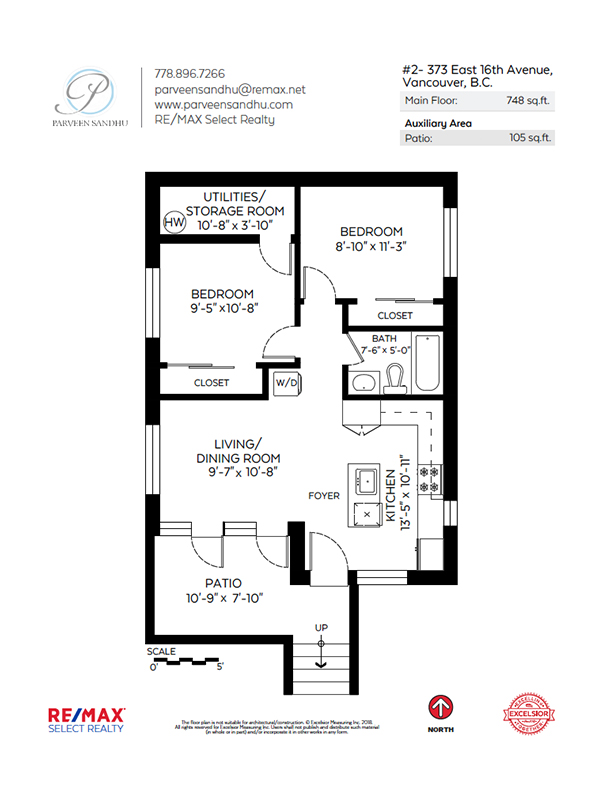 P
PARVEEN SANDHU
778.896.7266
parveensandhu@remax.net
www.parveensandhu.com
RE/MAX Select Realty
#2- 373 East 16th Avenue,
Vancouver, B.C.
Main Floor: 748 sq.ft.
Auxiliary Area
Patio: 105 sq.ft.
UTILITIES/
STORAGE ROOM
10'-8" x 3'-10"
HW
BEDROOM
8'-10" x 11'-3"
BEDROOM
9'-5" x 10'-8"
CLOSET
BATH
7'-6" x 5'-0"
CLOSET
W/D
LIVING/
DINING ROOM
9'-7" x 10'-8"
FOYER
KITCHEN
13'-5" x 10'-11"
PATIO
10'-9" x 7'-10"
UP
SCALE
0' 5'
RE/MAX
SELECT REALTY
The floor plan is not suitable for architectural/construction. © Excelsior Measuring Inc. 2018.
All rights reserved for Excelsior Measuring Inc. Users shall not publish and distribute such material
(in whole or in part) and/or incorporate it in other works in any form.
NORTH
EXCELLIN
EXCELSIOR
TOGETHER